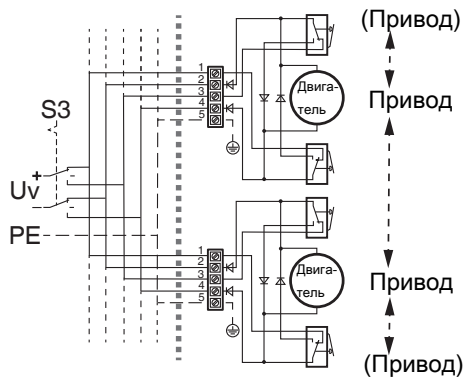 (Привод)
1
2
3
4
5
Двига-
тель
Привод
S3
+
Uv
-
PE
1
2
3
4
5
Двига-
тель
Привод
(Привод)